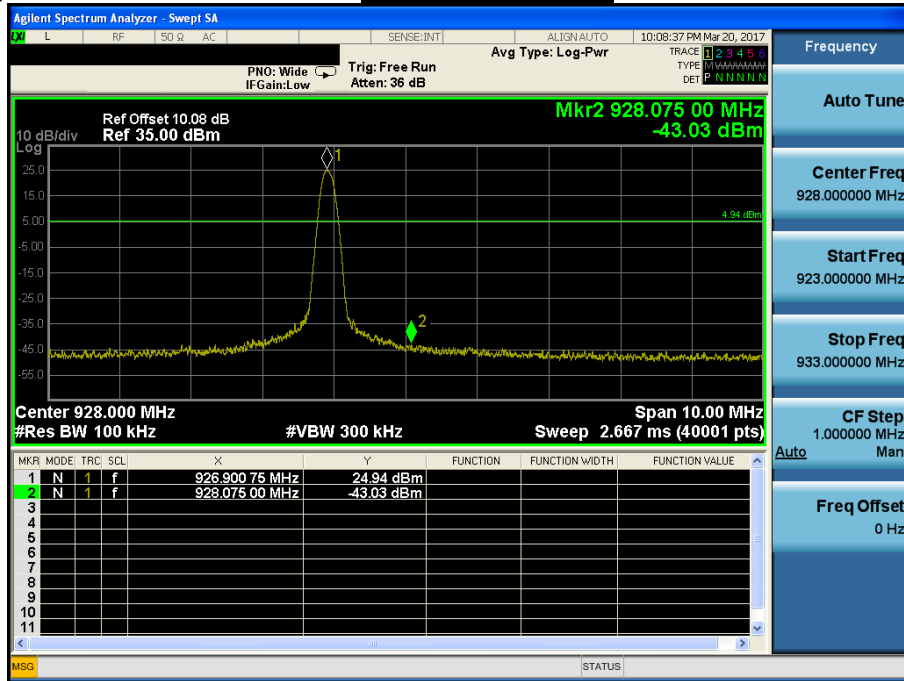 Agilent Spectrum Analyzer - Swept SA
LXI L RF 50 Ω AC SENSE:INT ALIGN AUTO 10:08:37 PM Mar 20, 2017
PNO: Wide
IFGain:Low
Trig: Free Run
Atten: 36 dB
Avg Type: Log-Pwr
TRACE 1 2 3 4 5 6
TYPE M WWWWW
DET P N N N N N
Mkr2 928.075 00 MHz
-43.03 dBm
Ref Offset 10.08 dB
10 dB/div Ref 35.00 dBm
Log
1
25.0
15.0
5.00
4.94 dBm
-5.00
-15.0
-25.0
-35.0
2
-45.0
-55.0
Center 928.000 MHz Span 10.00 MHz
#Res BW 100 kHz #VBW 300 kHz Sweep 2.667 ms (40001 pts)
MKR MODE TRC SCL X Y FUNCTION FUNCTION WIDTH FUNCTION VALUE
1 N 1 f 926.900 75 MHz 24.94 dBm
2 N 1 f 928.075 00 MHz -43.03 dBm
3
4
5
6
7
8
9
10
11
MSG STATUS
Frequency
Auto Tune
Center Freq
928.000000 MHz
Start Freq
923.000000 MHz
Stop Freq
933.000000 MHz
CF Step
1.000000 MHz
Auto Man
Freq Offset
0 Hz